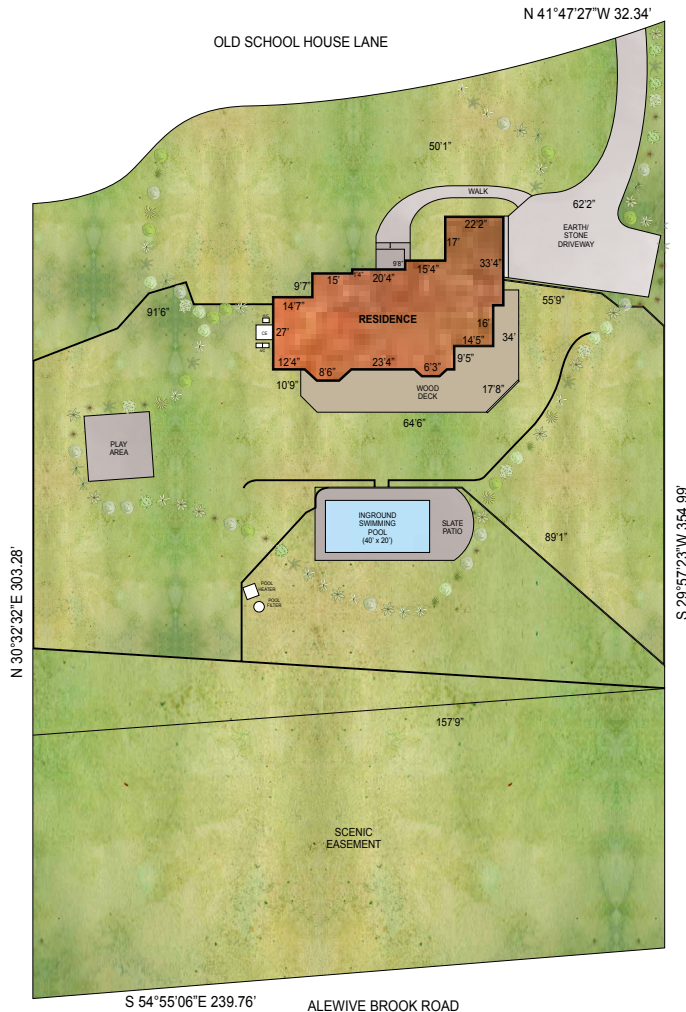 N 41°47'27"W 32.34'
OLD SCHOOL HOUSE LANE
50'1"
WALK
62'2"
EARTH/
STONE
DRIVEWAY
22'2"
17'
9'8"
15'4"
33'4"
20'4"
15'
9'7"
14'7"
91'6"
55'9"
RESIDENCE
16'
34'
27'
CE
14'5"
9'5"
12'4"
8'6"
23'4"
6'3"
10'9"
WOOD
DECK
17'8"
64'6"
PLAY
AREA
INGROUND
SWIMMING
POOL
(40' x 20')
SLATE
PATIO
89'1"
POOL
HEATER
POOL
FILTER
N 30°32'32"E 303.28'
S 29°57'23"W 354.99'
157'9"
SCENIC
EASEMENT
S 54°55'06"E 239.76'
ALEWIVE BROOK ROAD